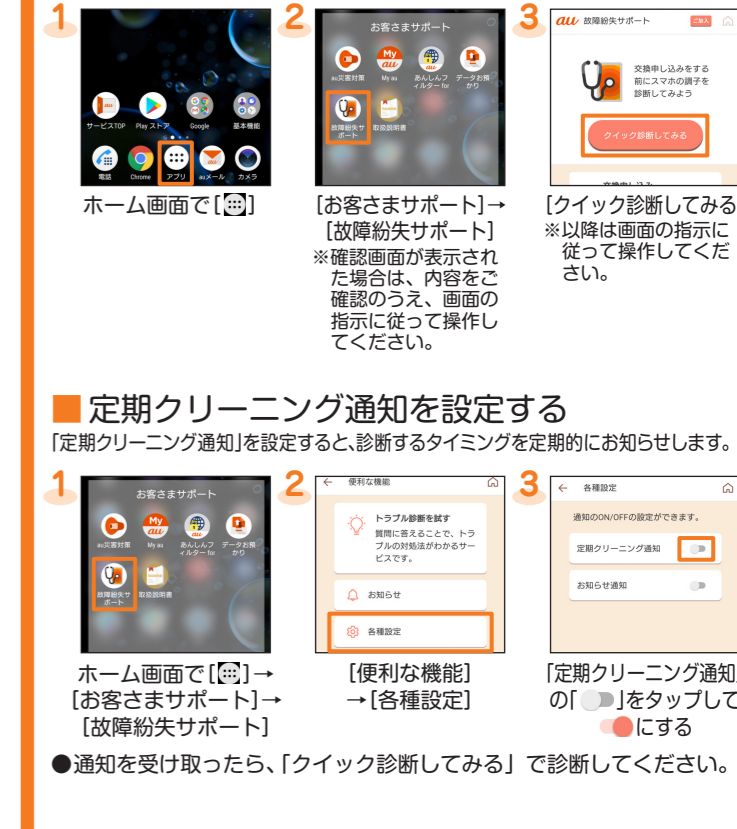 1
サービスTOP
Play ストア
Google
基本機能
電話
Chrome
アプリ
auメール
カメラ
ホーム画面で[ ]
2
お客さまサポート
au災害対策
My au
あんしんフ
ィルター for
データお預
かり
故障紛失サ
ポート
取扱説明書
[お客さまサポート]→
[故障紛失サポート]
※確認画面が表示され
た場合は、内容をご
確認のうえ、画面の
指示に従って操作し
てください。
3
au 故障紛失サポート
ご加入
交換申し込みをする
前にスマホの調子を
診断してみよう
クイック診断してみる
[クイック診断してみる
※以降は画面の指示に
従って操作してくだ
さい。
■ 定期クリーニング通知を設定する
「定期クリーニング通知」を設定すると、診断するタイミングを定期的にお知らせします。
1
お客さまサポート
au災害対策
My au
あんしんフ
ィルター for
データお預
かり
故障紛失サ
ポート
取扱説明書
ホーム画面で[ ]→
[お客さまサポート]→
[故障紛失サポート]
2
← 便利な機能
トラブル診断を試す
質問に答えることで、トラ
ブルの対処法がわかるサー
ビスです。
お知らせ
各種設定
[便利な機能]
→[各種設定]
3
← 各種設定
通知のON/OFFの設定ができます。
定期クリーニング通知
お知らせ通知
「定期クリーニング通知」
の「 」をタップして
にする
●通知を受け取ったら、「クイック診断してみる」で診断してください。